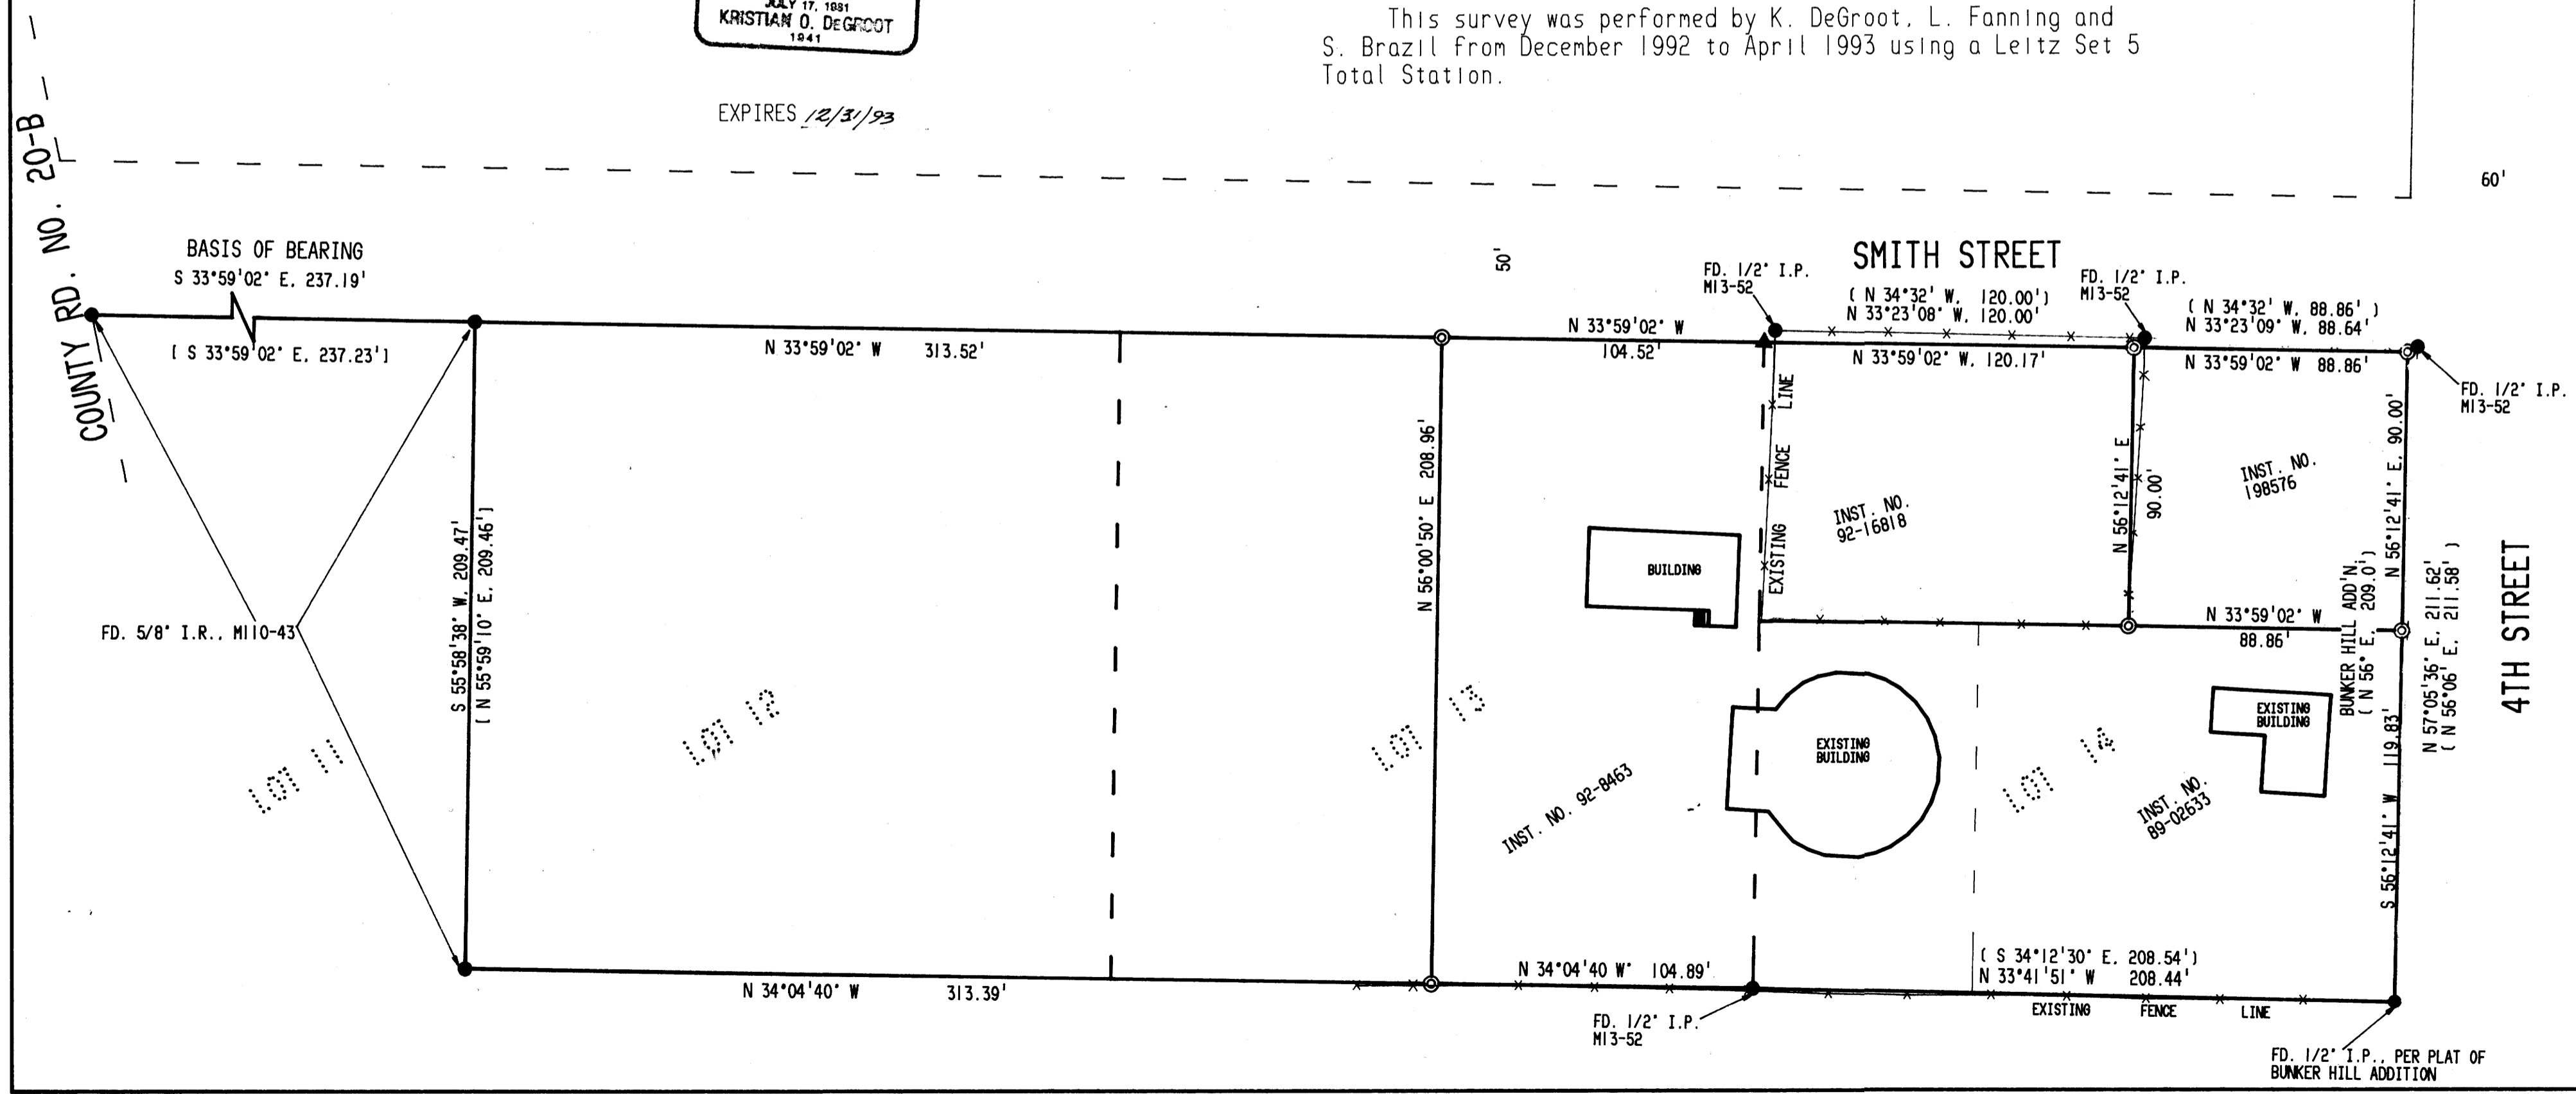 JULY 17, 1981
KRISTIAN O. DeGROOT
1941
EXPIRES 12/31/93
This survey was performed by K. DeGroot, L. Fanning and
S. Brazil from December 1992 to April 1993 using a Leitz Set 5
Total Station.
COUNTY RD. NO. 20-B
60'
50'
SMITH STREET
BASIS OF BEARING
S 33°59'02" E, 237.19'
[ S 33°59'02" E, 237.23']
N 33°59'02" W 313.52'
N 33°59'02" W
104.52'
FD. 1/2" I.P.
M13-52
( N 34°32' W, 120.00')
N 33°23'08" W, 120.00'
N 33°59'02" W, 120.17'
FD. 1/2" I.P.
M13-52
( N 34°32' W, 88.86' )
N 33°23'09" W, 88.64'
N 33°59'02" W 88.86'
FD. 1/2" I.P.
M13-52
FD. 5/8" I.R., M110-43
S 55°58'38" W, 209.47'
[ N 55°59'10" E, 209.46']
N 56°00'50" E 208.96'
EXISTING FENCE LINE
BUILDING
INST. NO.
92-16818
N 56°12'41" E
90.00'
INST. NO.
198576
N 56°12'41" E, 90.00'
N 33°59'02" W
88.86'
BUNKER HILL ADD'N.
( N 56° E, 209.0')
N 57°05'36" E, 211.62'
( N 56°06' E, 211.58' )
4TH STREET
LOT 11
LOT 12
LOT 13
LOT 14
EXISTING
BUILDING
EXISTING
BUILDING
INST. NO. 92-8463
INST. NO.
89-02633
S 56°12'41" W 119.83'
N 34°04'40" W 313.39'
N 34°04'40 W" 104.89'
( S 34°12'30" E, 208.54')
N 33°41'51" W 208.44'
EXISTING FENCE LINE
FD. 1/2" I.P.
M13-52
FD. 1/2" I.P., PER PLAT OF
BUNKER HILL ADDITION